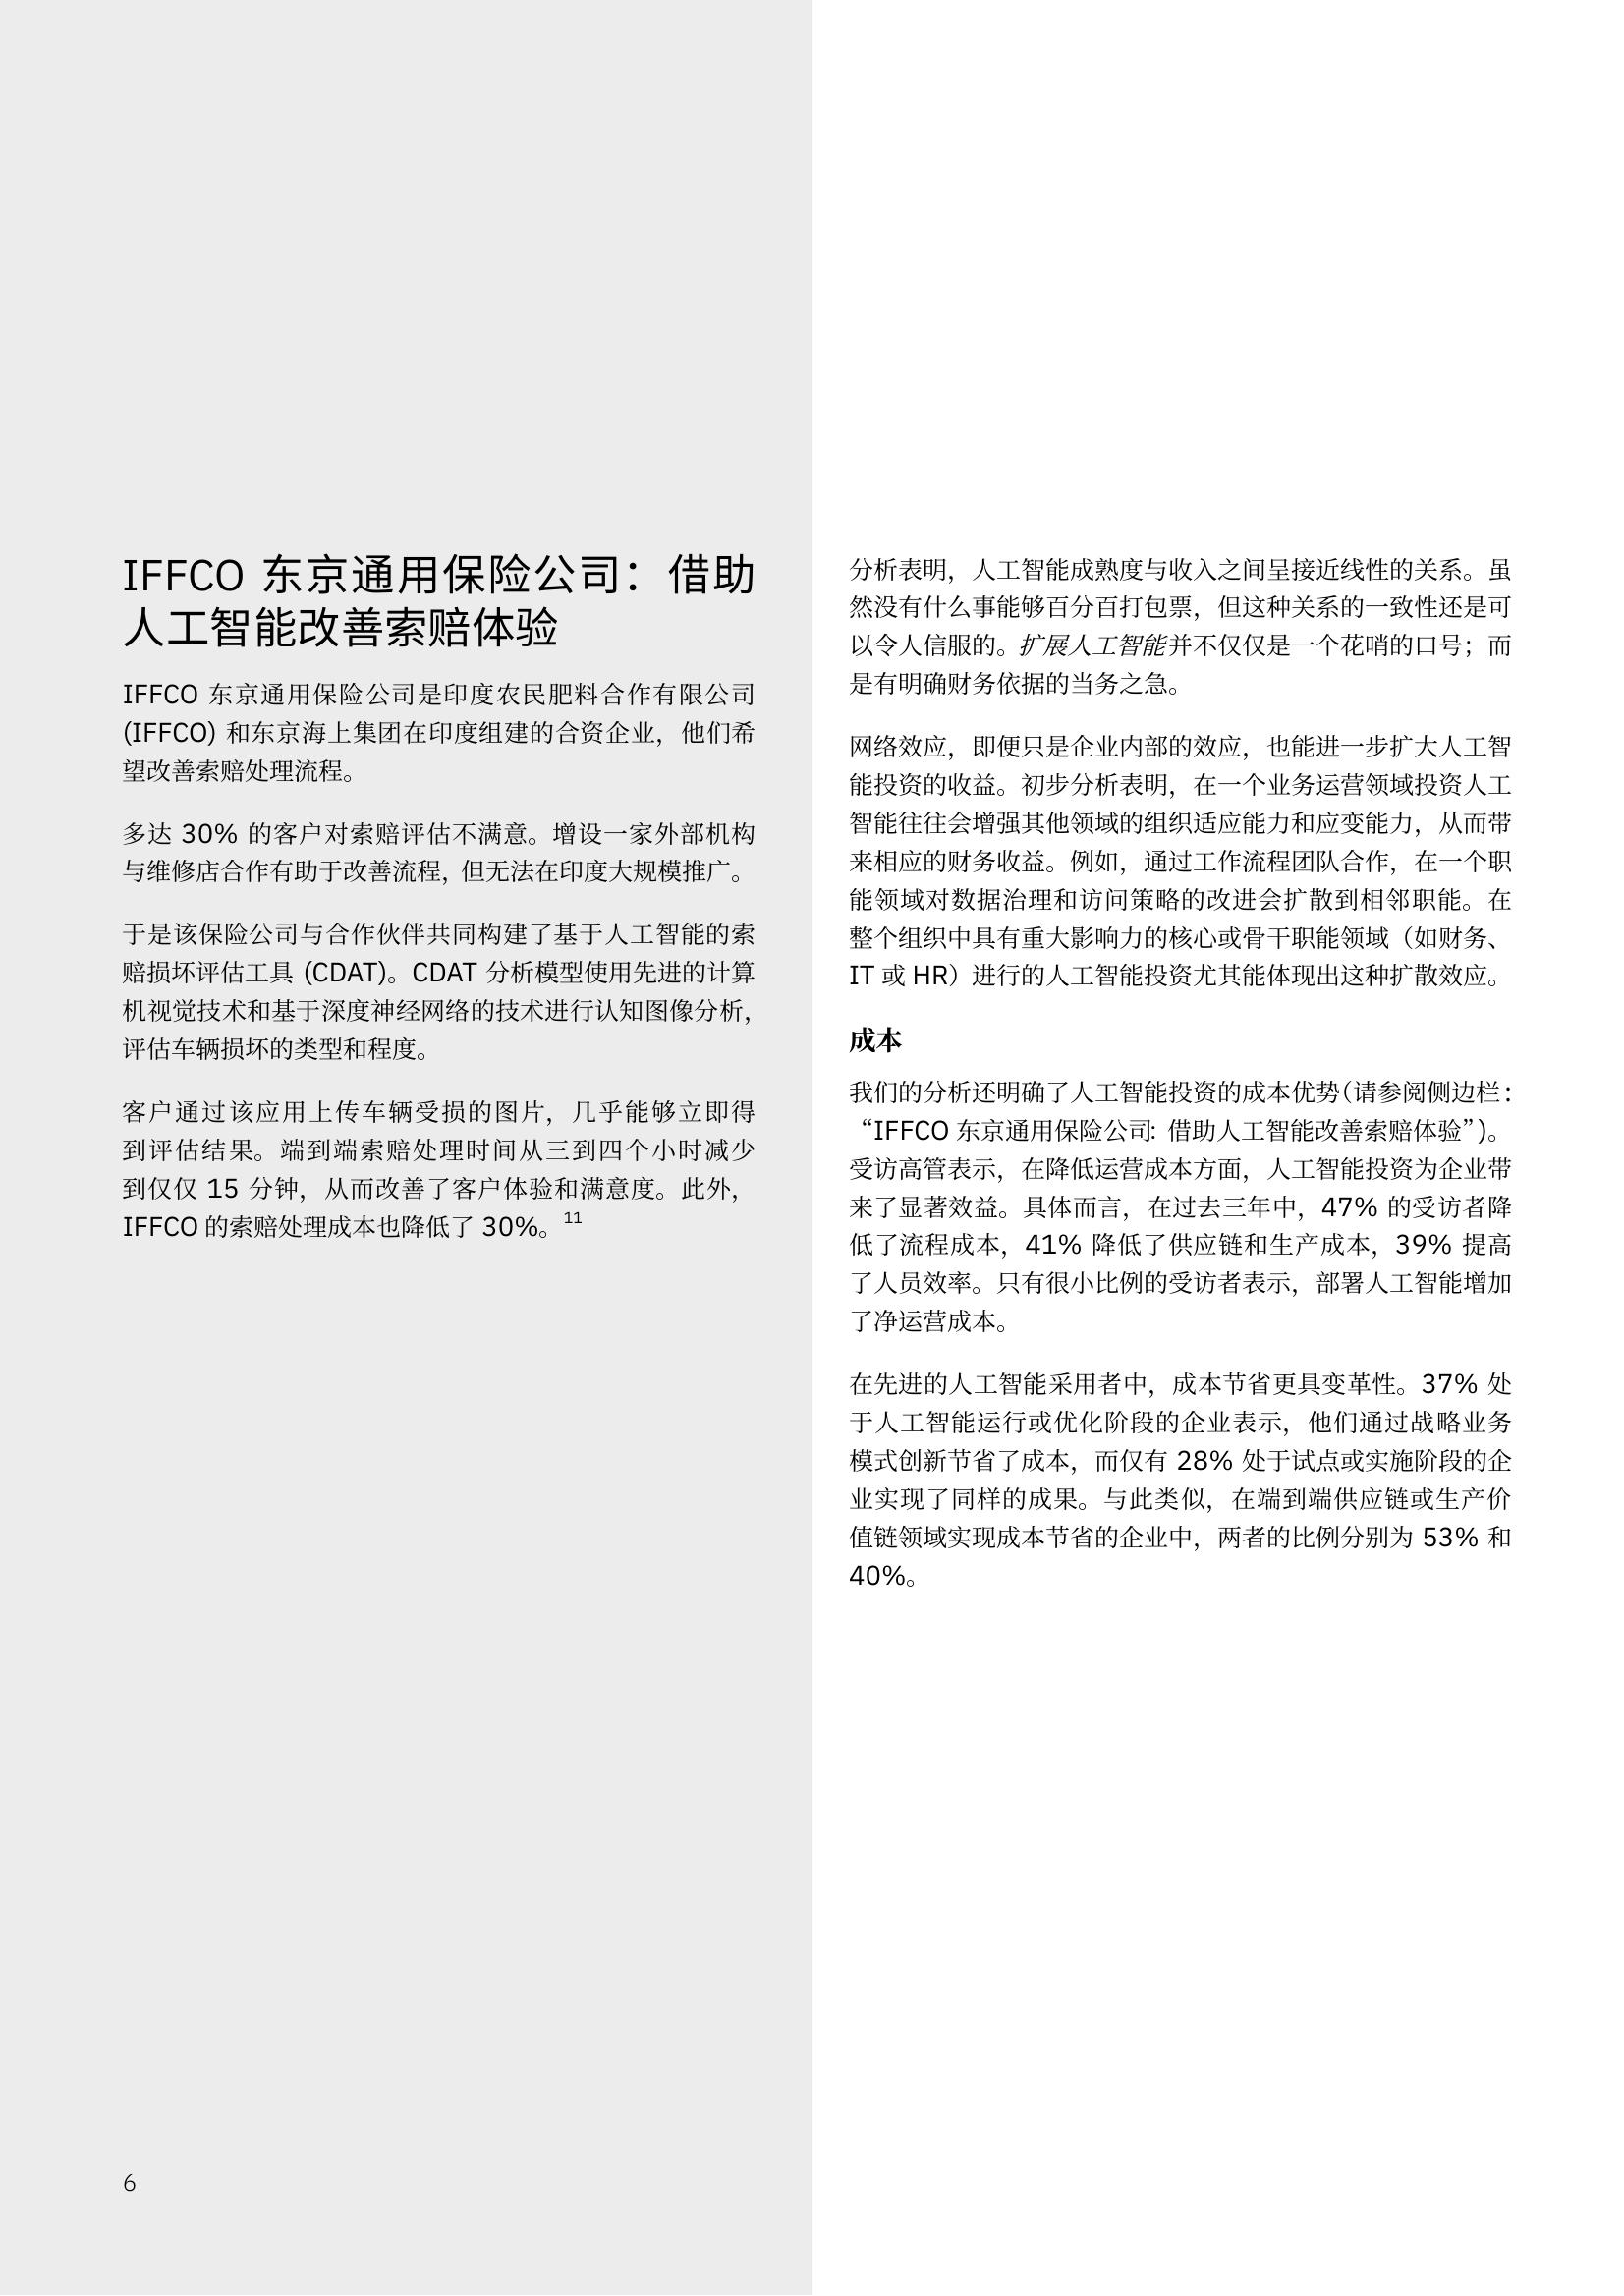 IFFCO 东京通用保险公司：借助
人工智能改善索赔体验
IFFCO 东京通用保险公司是印度农民肥料合作有限公司
(IFFCO) 和东京海上集团在印度组建的合资企业，他们希
望改善索赔处理流程。
多达 30% 的客户对索赔评估不满意。增设一家外部机构
与维修店合作有助于改善流程，但无法在印度大规模推广。
于是该保险公司与合作伙伴共同构建了基于人工智能的索
赔损坏评估工具 (CDAT)。CDAT 分析模型使用先进的计算
机视觉技术和基于深度神经网络的技术进行认知图像分析，
评估车辆损坏的类型和程度。
客户通过该应用上传车辆受损的图片，几乎能够立即得
到评估结果。端到端索赔处理时间从三到四个小时减少
到仅仅 15 分钟，从而改善了客户体验和满意度。此外，
IFFCO 的索赔处理成本也降低了 30%。11
分析表明，人工智能成熟度与收入之间呈接近线性的关系。虽
然没有什么事能够百分百打包票，但这种关系的一致性还是可
以令人信服的。扩展人工智能并不仅仅是一个花哨的口号；而
是有明确财务依据的当务之急。
网络效应，即便只是企业内部的效应，也能进一步扩大人工智
能投资的收益。初步分析表明，在一个业务运营领域投资人工
智能往往会增强其他领域的组织适应能力和应变能力，从而带
来相应的财务收益。例如，通过工作流程团队合作，在一个职
能领域对数据治理和访问策略的改进会扩散到相邻职能。在
整个组织中具有重大影响力的核心或骨干职能领域（如财务、
IT 或 HR）进行的人工智能投资尤其能体现出这种扩散效应。
成本
我们的分析还明确了人工智能投资的成本优势（请参阅侧边栏：
“IFFCO 东京通用保险公司：借助人工智能改善索赔体验”）。
受访高管表示，在降低运营成本方面，人工智能投资为企业带
来了显著效益。具体而言，在过去三年中，47% 的受访者降
低了流程成本，41% 降低了供应链和生产成本，39% 提高
了人员效率。只有很小比例的受访者表示，部署人工智能增加
了净运营成本。
在先进的人工智能采用者中，成本节省更具变革性。37% 处
于人工智能运行或优化阶段的企业表示，他们通过战略业务
模式创新节省了成本，而仅有 28% 处于试点或实施阶段的企
业实现了同样的成果。与此类似，在端到端供应链或生产价
值链领域实现成本节省的企业中，两者的比例分别为 53% 和
40%。
6